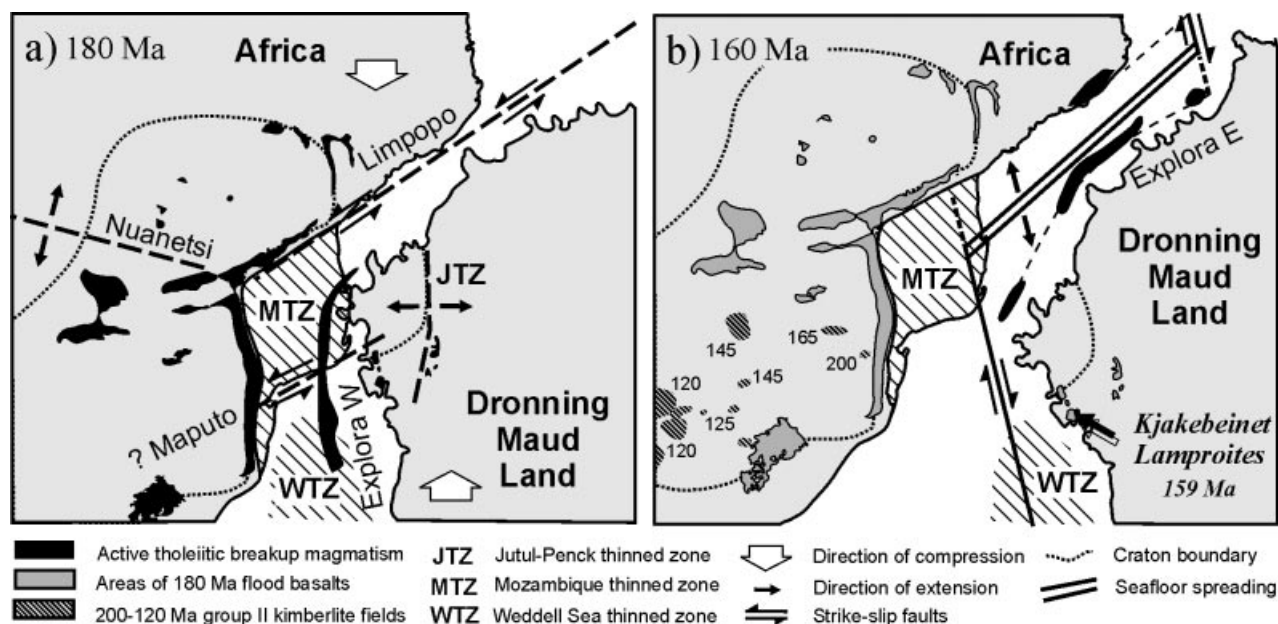 a) 180 Ma
Africa
Limpopo
Nuanetsi
JTZ
MTZ
? Maputo
Explora W
WTZ
Dronning
Maud
Land
b) 160 Ma
Africa
Explora E
Dronning
Maud
Land
MTZ
145
165
200
120
145
125
120
WTZ
Kjakebeinet
Lamproites
159 Ma
Active tholeiitic breakup magmatism
Areas of 180 Ma flood basalts
200-120 Ma group II kimberlite fields
JTZ Jutul-Penck thinned zone
MTZ Mozambique thinned zone
WTZ Weddell Sea thinned zone
Direction of compression
Direction of extension
Strike-slip faults
Craton boundary
Seafloor spreading